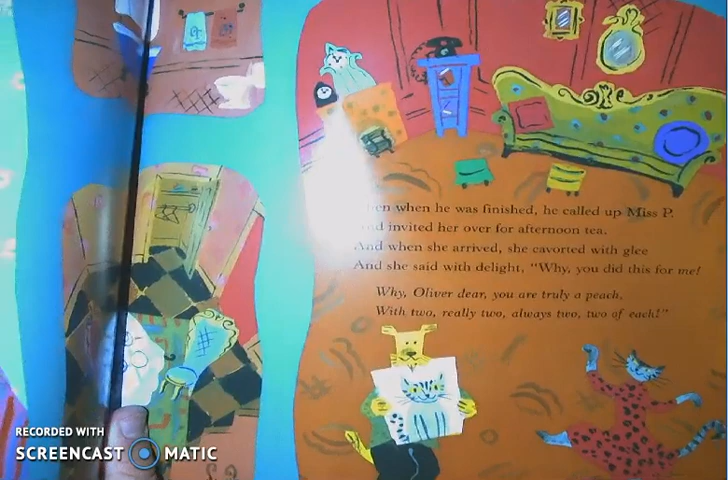 when he was finished, he called up Miss P.
invited her over for afternoon tea.
And when she arrived, she cavorted with glee
And she said with delight, "Why, you did this for me!
Why, Oliver dear, you are truly a peach,
With two, really two, always two, two of each!"
RECORDED WITH
SCREENCAST MATIC